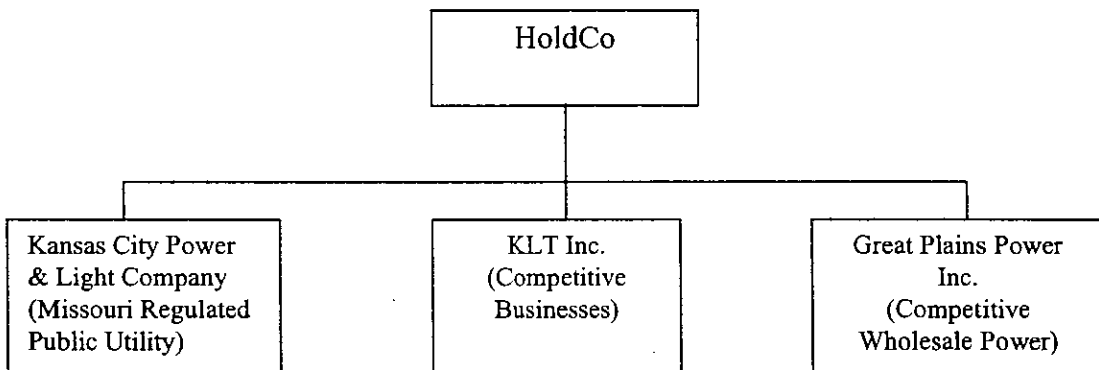 HoldCo
Kansas City Power
& Light Company
(Missouri Regulated
Public Utility)
KLT Inc.
(Competitive
Businesses)
Great Plains Power
Inc.
(Competitive
Wholesale Power)